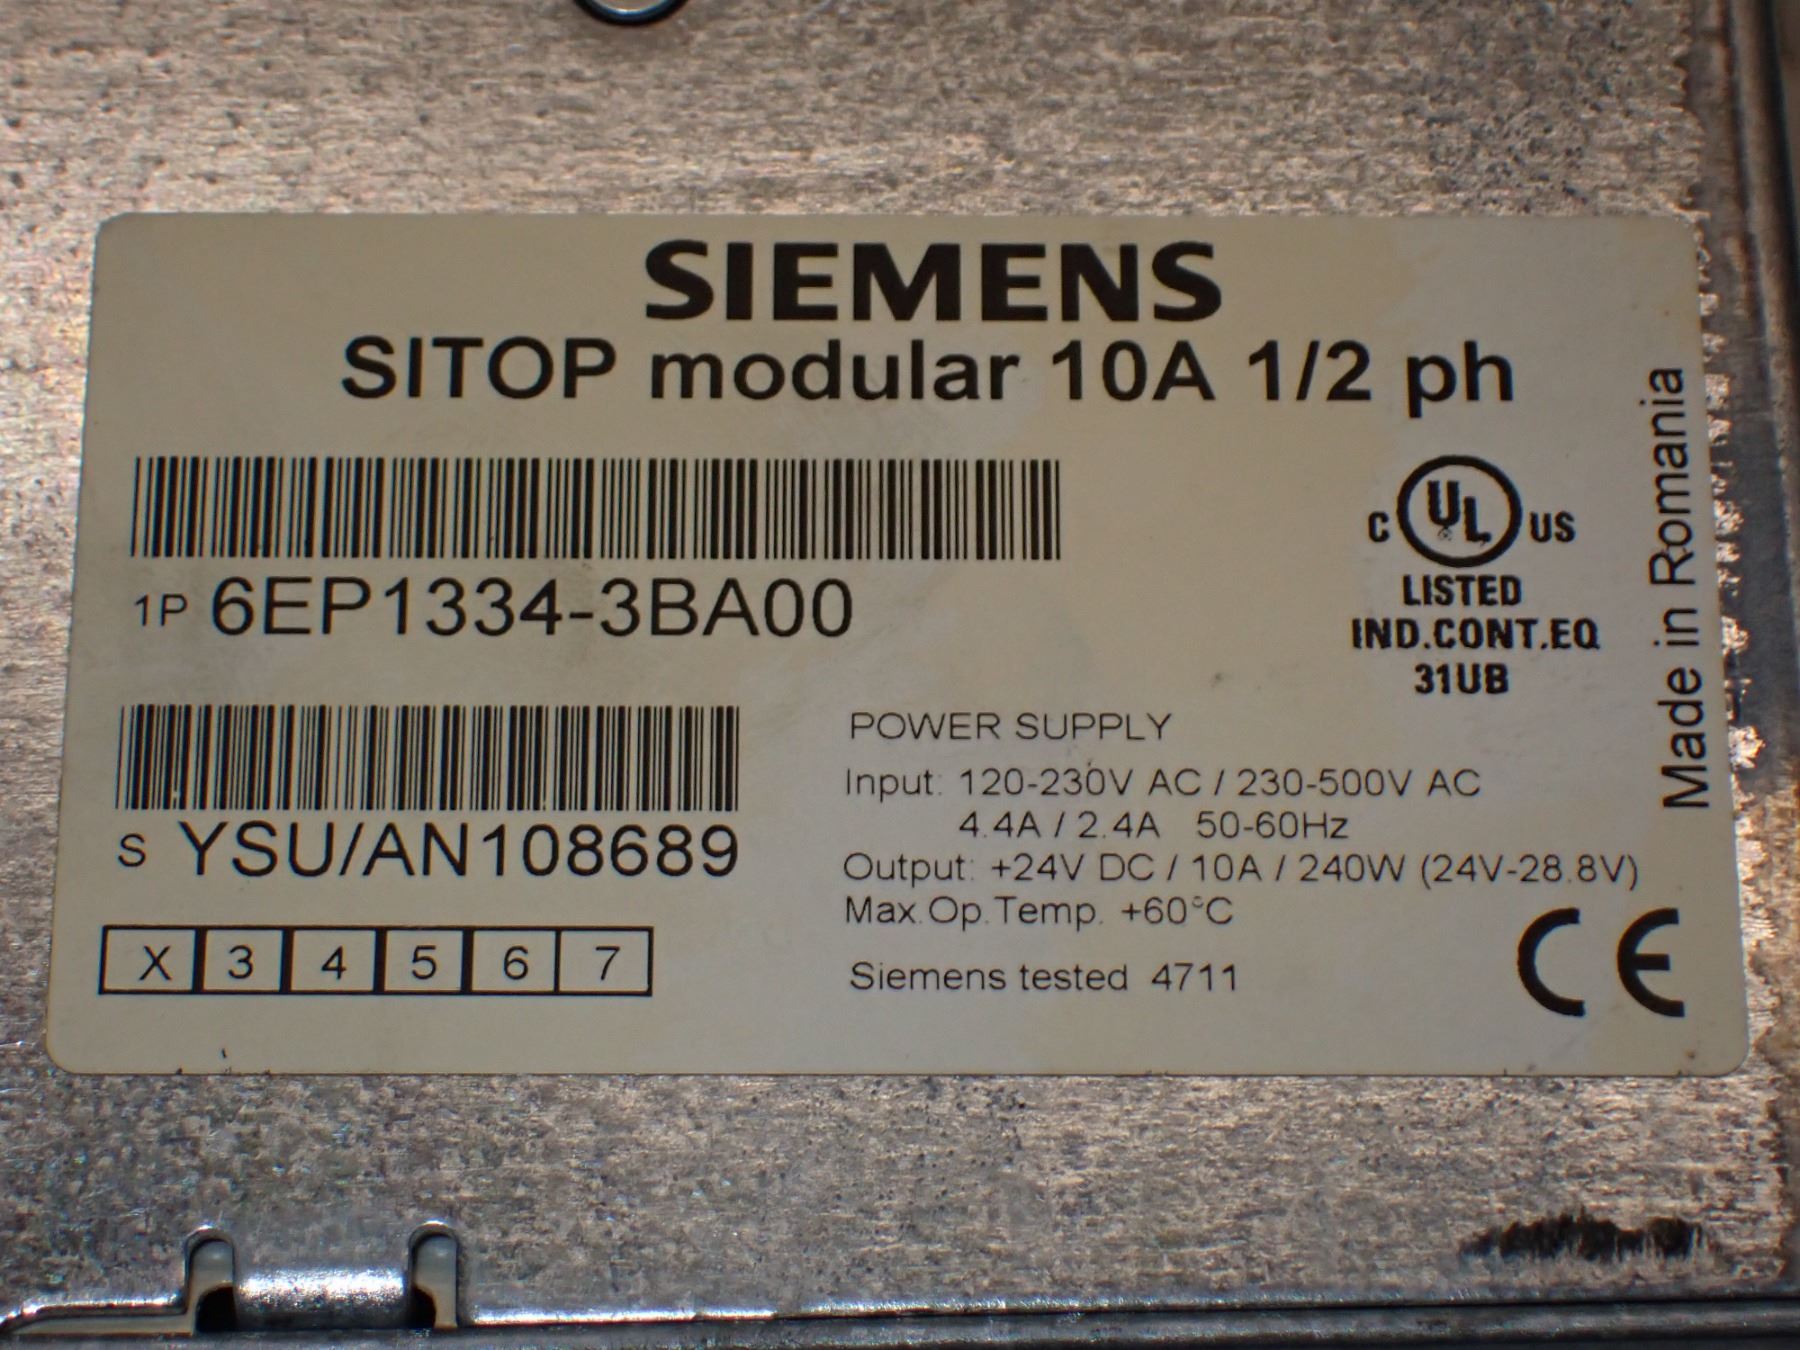 SIEMENS
SITOP modular 10A 1/2 ph
1P 6EP1334-3BA00
C UL US
LISTED
IND.CONT.EQ
31UB
Made in Romania
S YSU/AN108689
X 3 4 5 6 7
POWER SUPPLY
Input: 120-230V AC / 230-500V AC
4.4A / 2.4A 50-60Hz
Output: +24V DC / 10A / 240W (24V-28.8V)
Max.Op.Temp. +60°C
Siemens tested 4711
CE